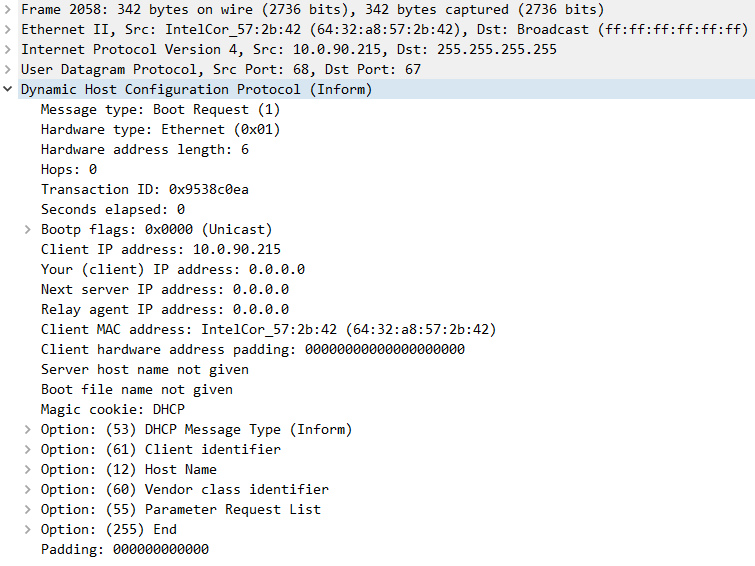 Frame 2058: 342 bytes on wire (2736 bits), 342 bytes captured (2736 bits)
Ethernet II, Src: IntelCor_57:2b:42 (64:32:a8:57:2b:42), Dst: Broadcast (ff:ff:ff:ff:ff:ff)
Internet Protocol Version 4, Src: 10.0.90.215, Dst: 255.255.255.255
User Datagram Protocol, Src Port: 68, Dst Port: 67
Dynamic Host Configuration Protocol (Inform)
Message type: Boot Request (1)
Hardware type: Ethernet (0x01)
Hardware address length: 6
Hops: 0
Transaction ID: 0x9538c0ea
Seconds elapsed: 0
Bootp flags: 0x0000 (Unicast)
Client IP address: 10.0.90.215
Your (client) IP address: 0.0.0.0
Next server IP address: 0.0.0.0
Relay agent IP address: 0.0.0.0
Client MAC address: IntelCor_57:2b:42 (64:32:a8:57:2b:42)
Client hardware address padding: 00000000000000000000
Server host name not given
Boot file name not given
Magic cookie: DHCP
Option: (53) DHCP Message Type (Inform)
Option: (61) Client identifier
Option: (12) Host Name
Option: (60) Vendor class identifier
Option: (55) Parameter Request List
Option: (255) End
Padding: 000000000000